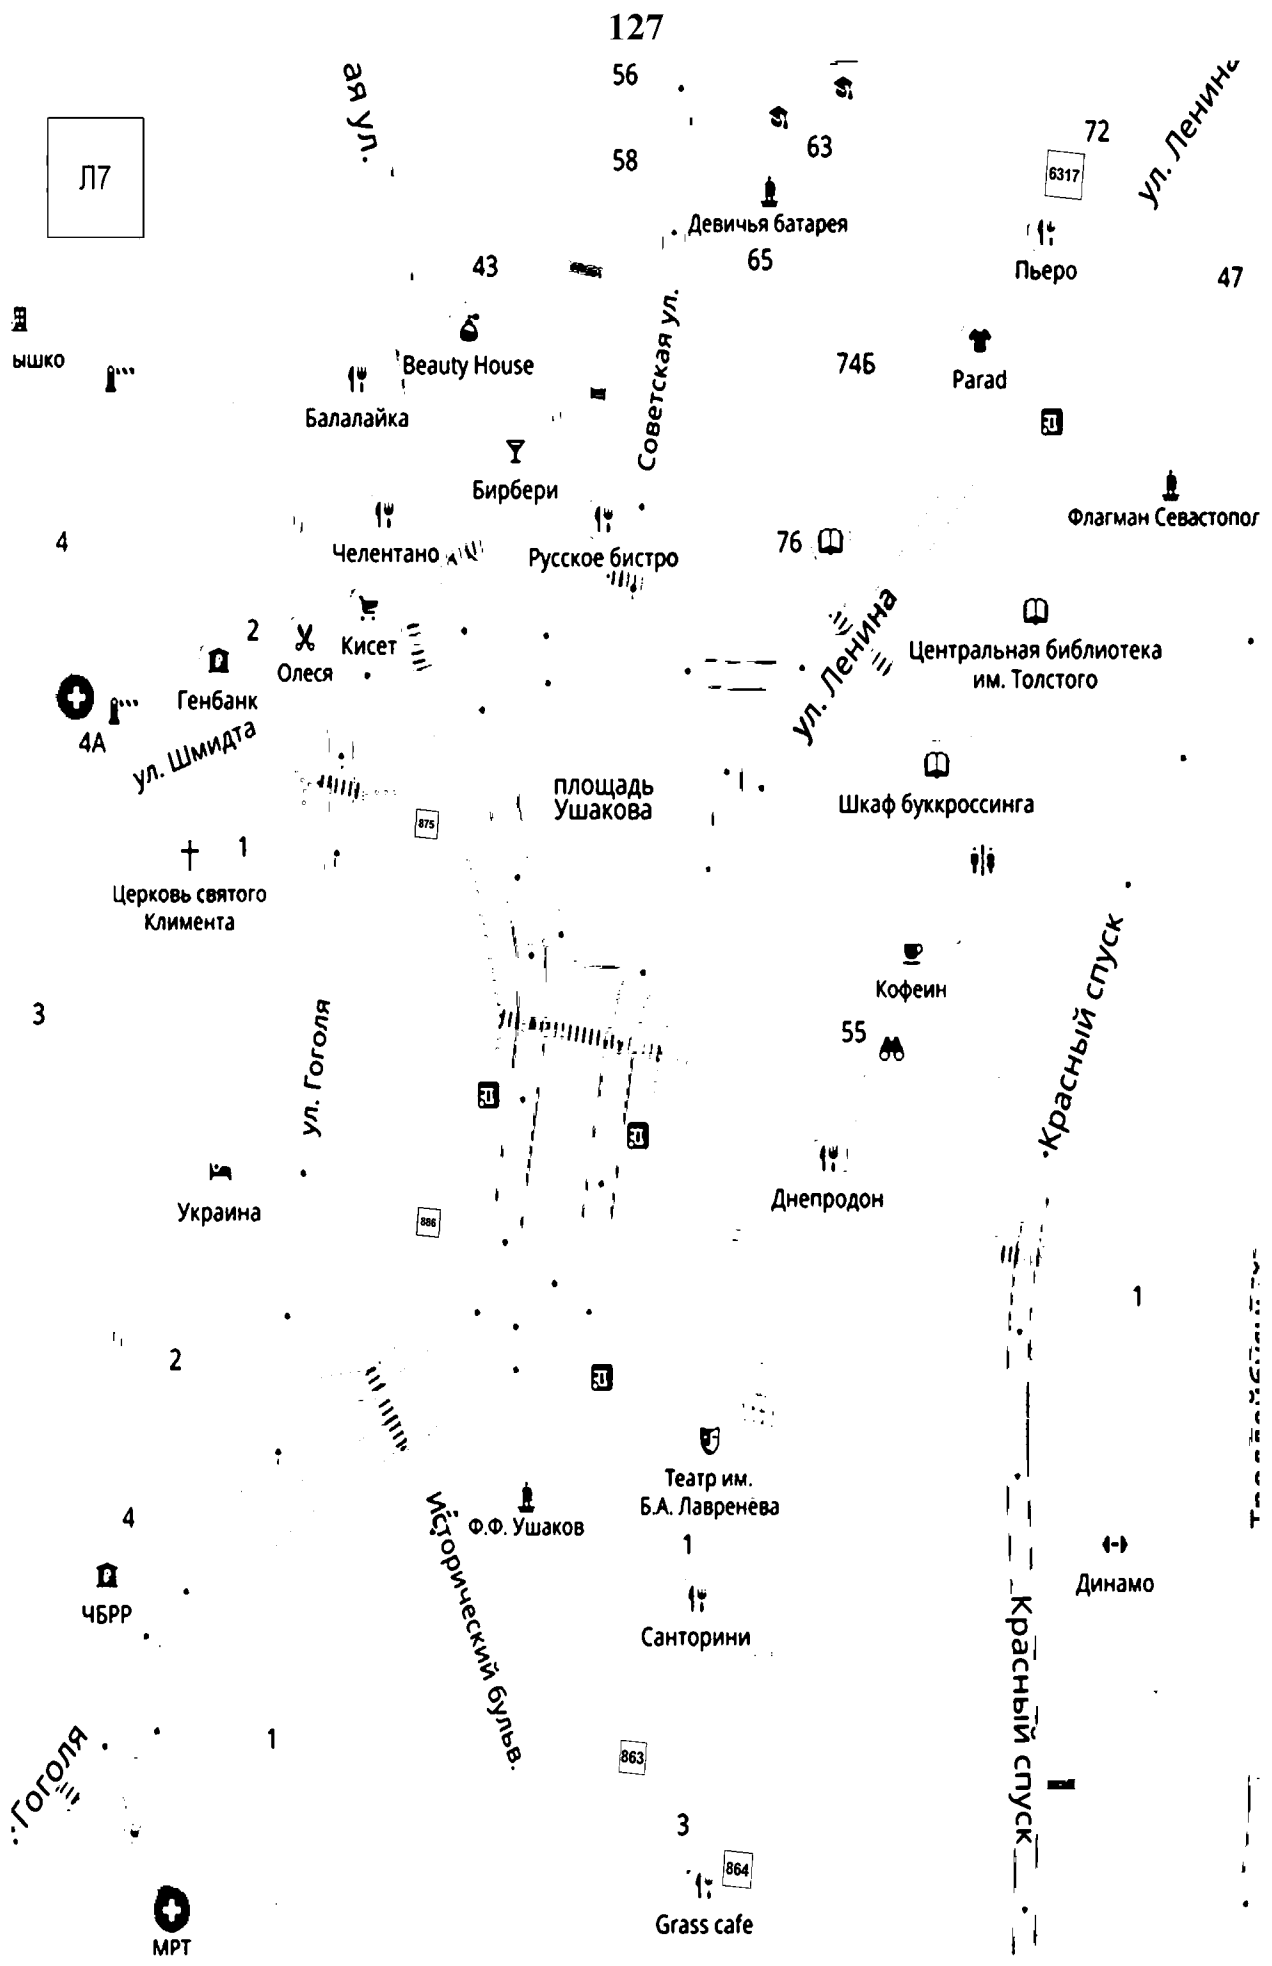 127
ая ул.
56
63
72
ул. Ленина
58
Л7
6317
Девичья батарея
65
Пьеро
47
43
ышко
Beauty House
Советская ул.
74Б
Parad
Балалайка
Бирбери
Флагман Севастопол
4
Челентано
Русское бистро
76
2
Кисет
Олеся
ул. Ленина
Центральная библиотека
им. Толстого
Генбанк
4А
ул. Шмидта
площадь
Ушакова
Шкаф буккроссинга
875
1
Церковь святого
Климента
Красный спуск
Кофеин
3
ул. Гоголя
55
Украина
886
Днепродон
1
2
Театр им.
Б.А. Лавренёва
4
Исторический бульв.
Ф.Ф. Ушаков
1
Динамо
ЧБРР
Санторини
Красный спуск
Гоголя
1
863
3
864
Grass cafe
МРТ